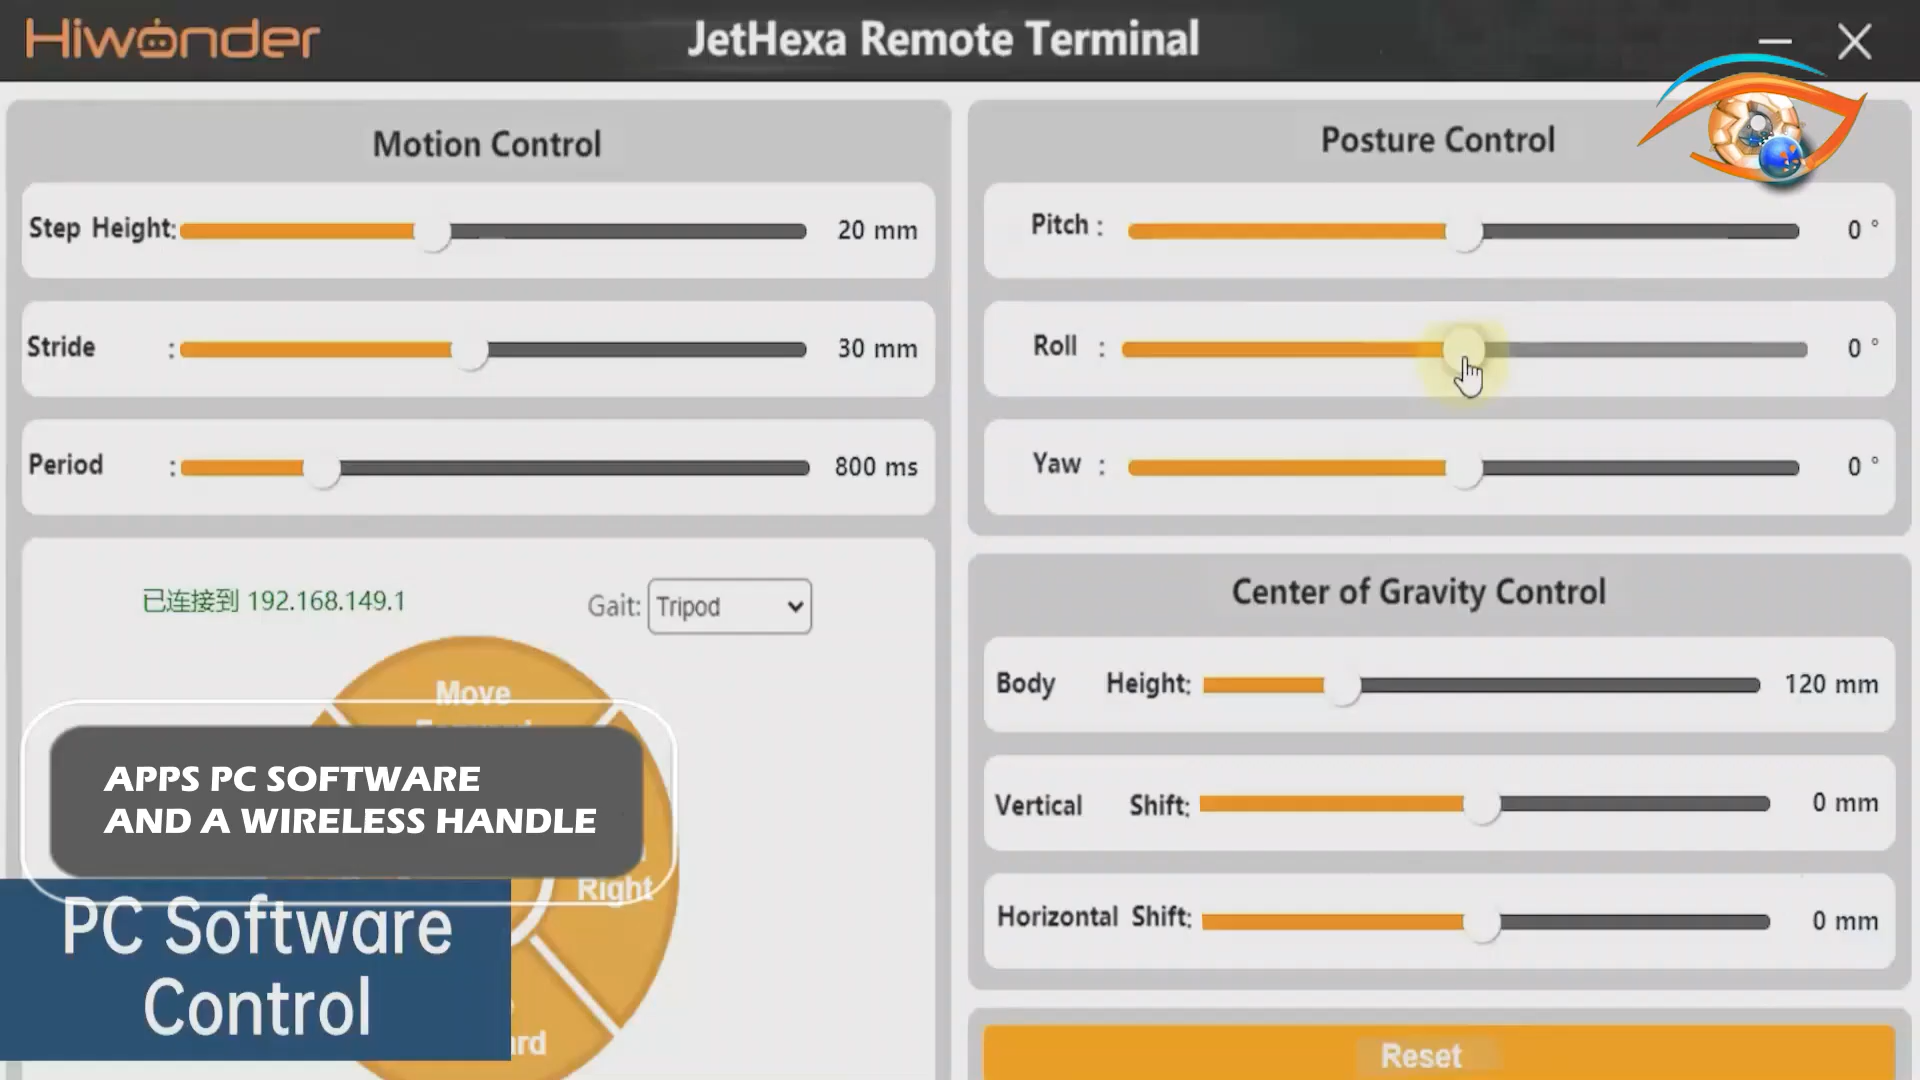 Hiwonder
JetHexa Remote Terminal
Motion Control
Step Height: 20 mm
Stride : 30 mm
Period : 800 ms
已连接到 192.168.149.1
Gait: Tripod
Move
Right
APPS PC SOFTWARE
AND A WIRELESS HANDLE
PC Software
Control
Posture Control
Pitch : 0 °
Roll : 0 °
Yaw : 0 °
Center of Gravity Control
Body Height: 120 mm
Vertical Shift: 0 mm
Horizontal Shift: 0 mm
Reset